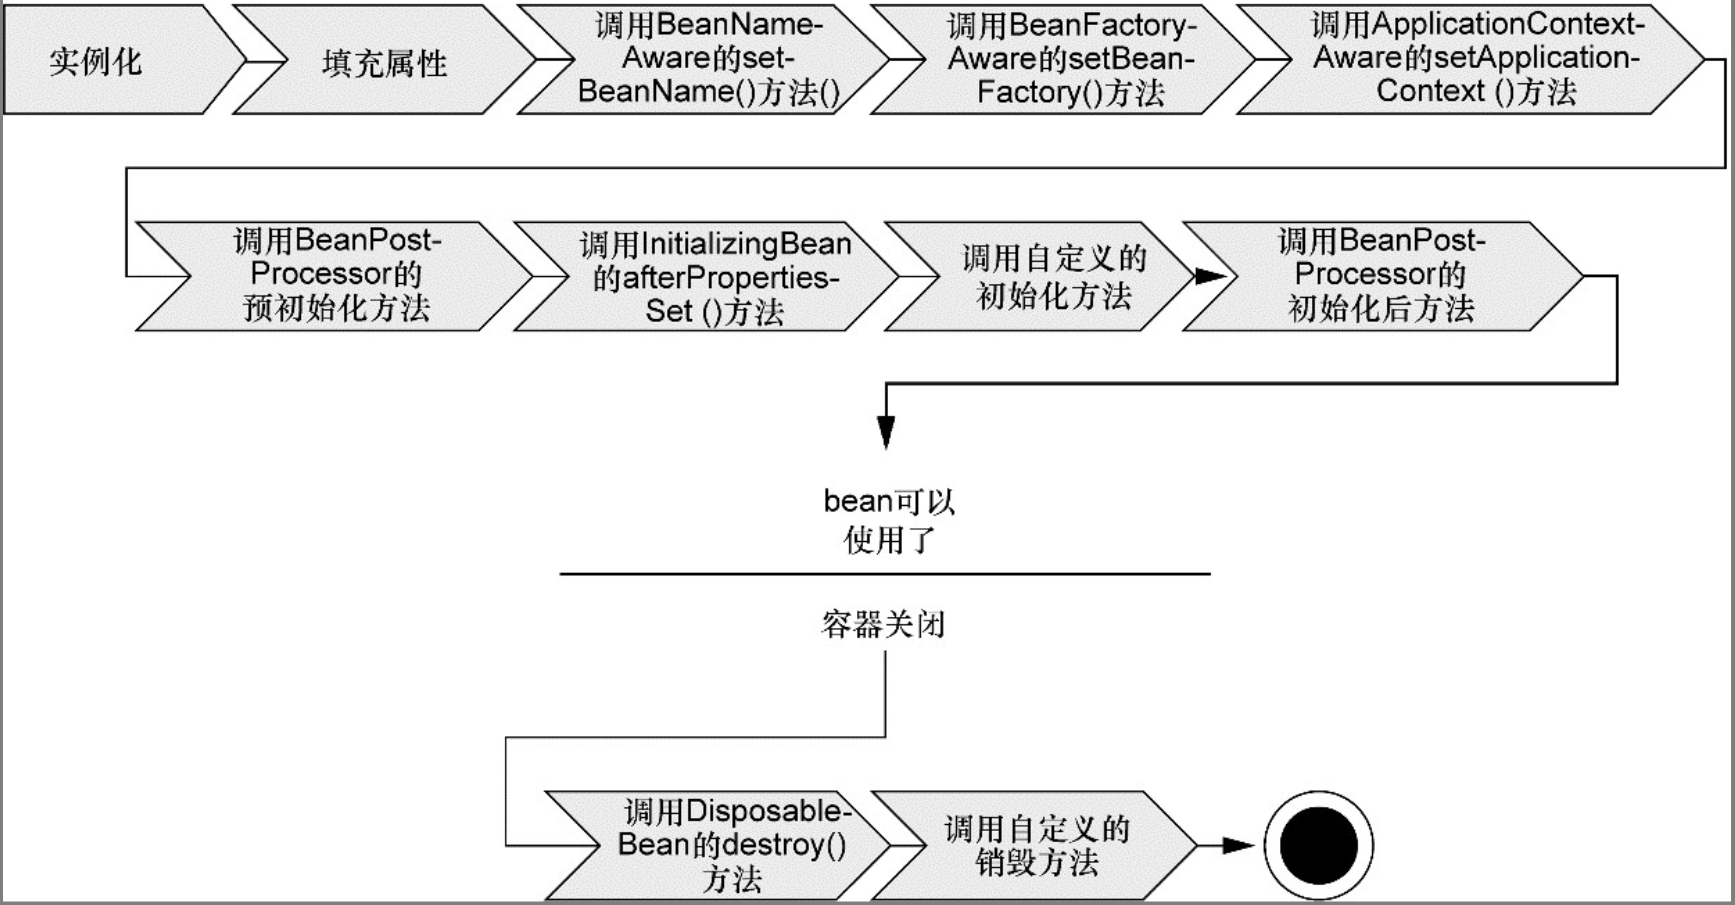 实例化
填充属性
调用BeanName-
Aware的set-
BeanName()方法()
调用BeanFactory-
Aware的setBean-
Factory()方法
调用ApplicationContext-
Aware的setApplication-
Context ()方法
调用BeanPost-
Processor的
预初始化方法
调用InitializingBean
的afterProperties-
Set ()方法
调用自定义的
初始化方法
调用BeanPost-
Processor的
初始化后方法
bean可以
使用了
容器关闭
调用Disposable-
Bean的destroy()
方法
调用自定义的
销毁方法